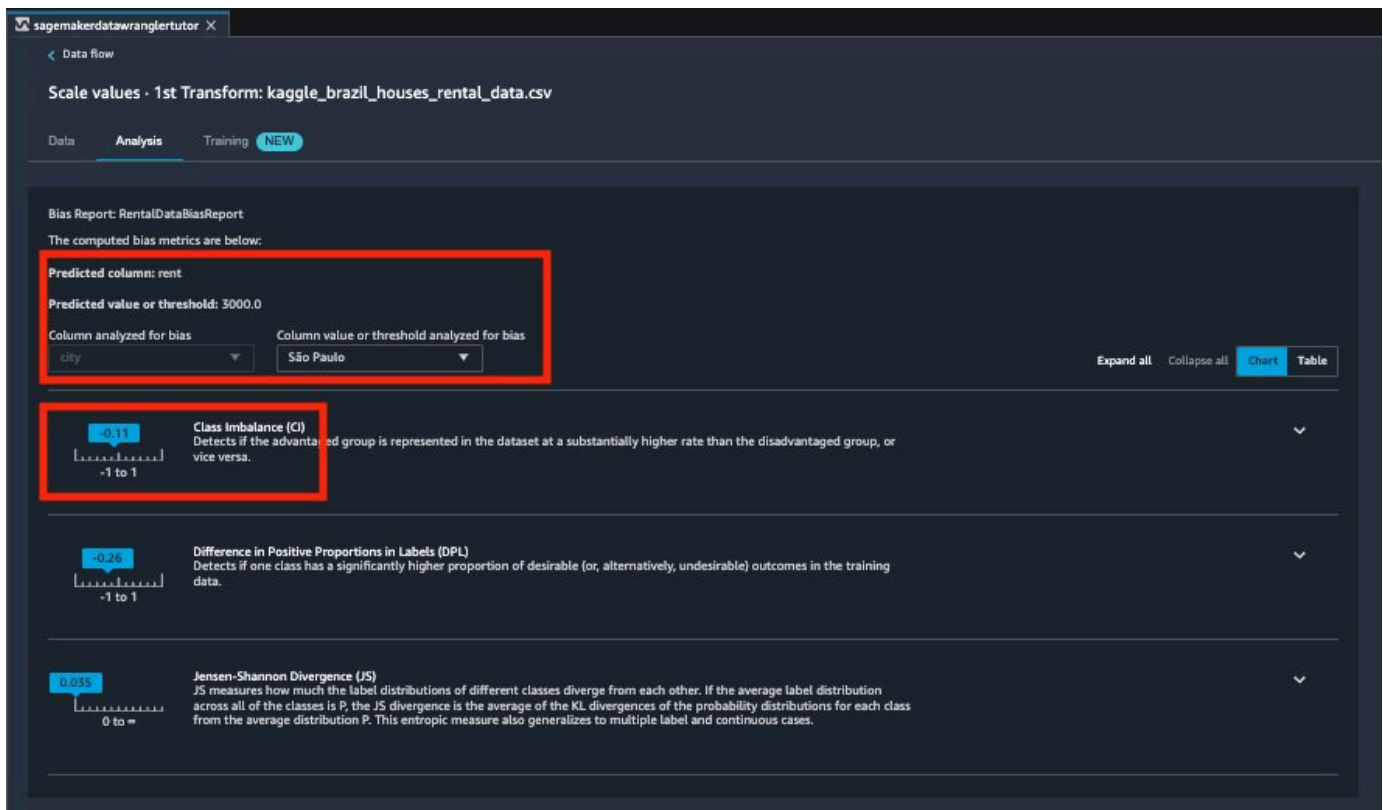 sagemakerdatawranglertutor
Data flow
Scale values · 1st Transform: kaggle_brazil_houses_rental_data.csv
Data Analysis Training NEW
Bias Report: RentalDataBiasReport
The computed bias metrics are below:
Predicted column: rent
Predicted value or threshold: 3000.0
Column analyzed for bias Column value or threshold analyzed for bias
city São Paulo Expand all Collapse all Chart Table
-0.11 Class Imbalance (CI)
Detects if the advantaged group is represented in the dataset at a substantially higher rate than the disadvantaged group, or
vice versa.
-1 to 1
-0.26 Difference in Positive Proportions in Labels (DPL)
Detects if one class has a significantly higher proportion of desirable (or, alternatively, undesirable) outcomes in the training
data.
-1 to 1
0.035 Jensen-Shannon Divergence (JS)
JS measures how much the label distributions of different classes diverge from each other. If the average label distribution
across all of the classes is P, the JS divergence is the average of the KL divergences of the probability distributions for each class
from the average distribution P. This entropic measure also generalizes to multiple label and continuous cases.
0 to ∞